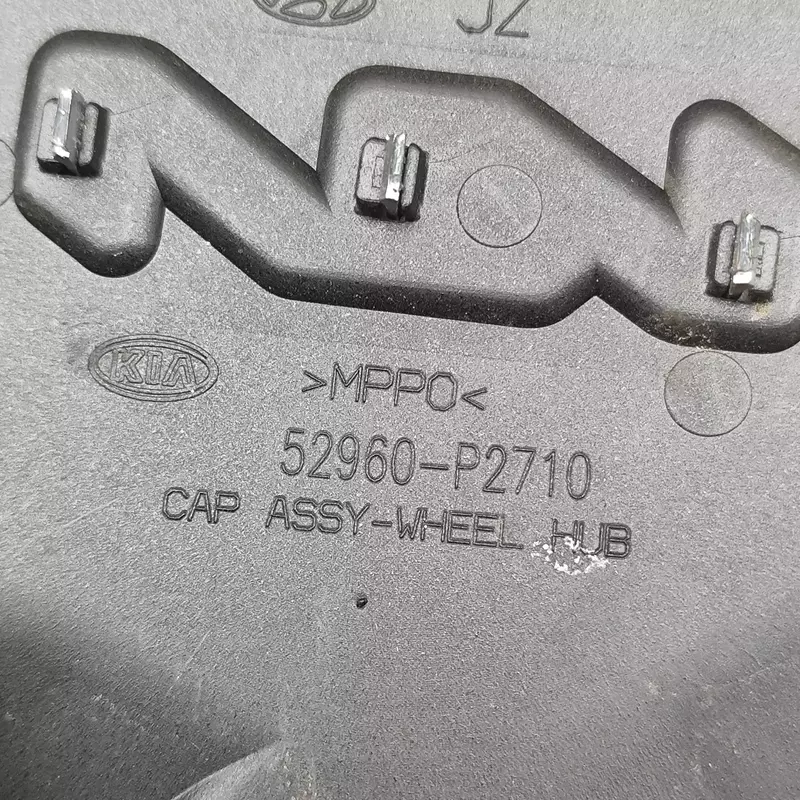 JZ
KIA
>MPPO<
52960-P2710
CAP ASSY-WHEEL HUB